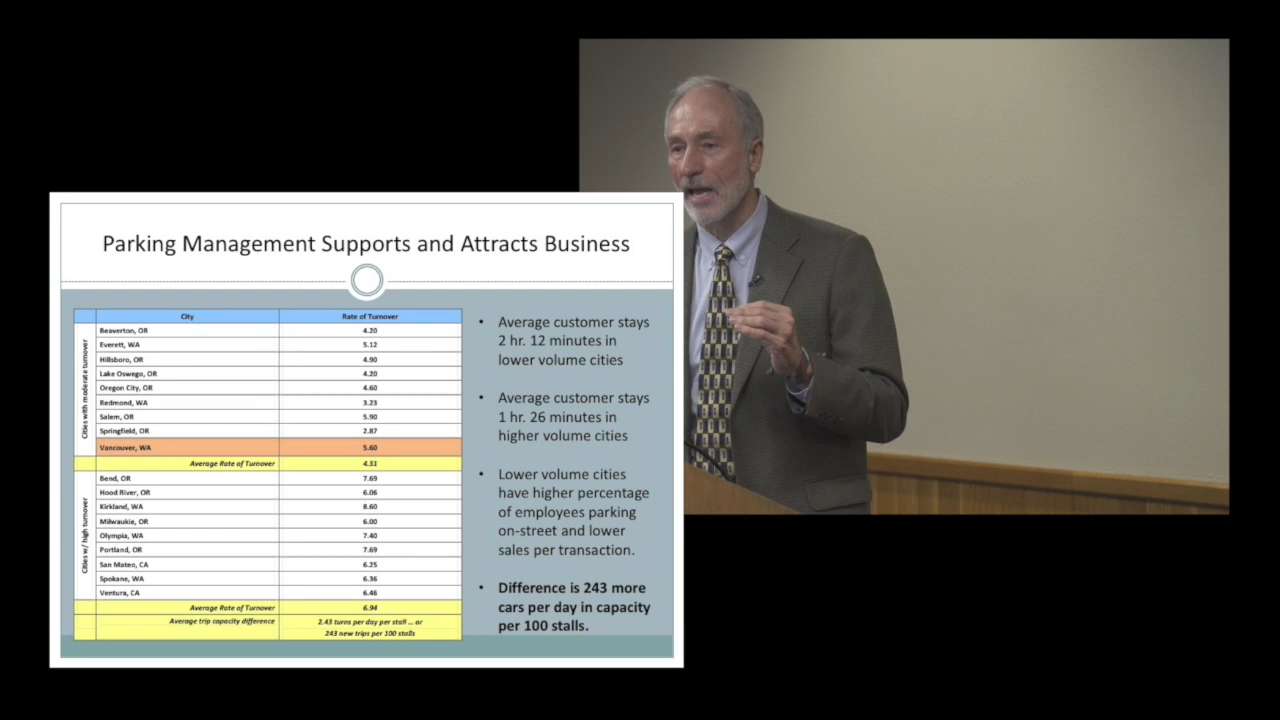 Parking Management Supports and Attracts Business
City Rate of Turnover
Cities with moderate turnover
Beaverton, OR 4.20
Everett, WA 5.12
Hillsboro, OR 4.90
Lake Oswego, OR 4.20
Oregon City, OR 4.60
Redmond, WA 3.23
Salem, OR 5.90
Springfield, OR 2.87
Vancouver, WA 5.60
Average Rate of Turnover 4.51
Cities w/ high turnover
Bend, OR 7.69
Hood River, OR 6.06
Kirkland, WA 8.60
Milwaukie, OR 6.00
Olympia, WA 7.40
Portland, OR 7.69
San Mateo, CA 6.25
Spokane, WA 6.36
Ventura, CA 6.46
Average Rate of Turnover 6.94
Average trip capacity difference 2.43 turns per day per stall ... or
243 new trips per 100 stalls
• Average customer stays
2 hr. 12 minutes in
lower volume cities
• Average customer stays
1 hr. 26 minutes in
higher volume cities
• Lower volume cities
have higher percentage
of employees parking
on-street and lower
sales per transaction.
• Difference is 243 more
cars per day in capacity
per 100 stalls.